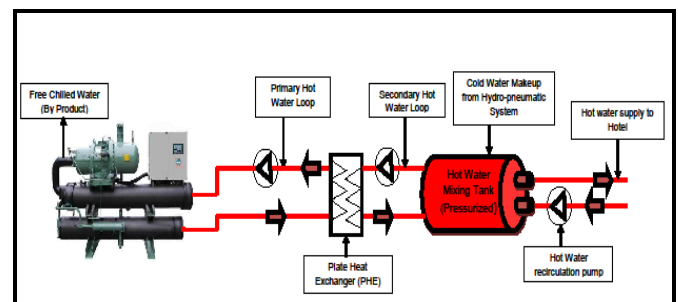 Free Chilled Water
(By Product)
Primary Hot
Water Loop
Secondary Hot
Water Loop
Cold Water Makeup
from Hydro-pneumatic
System
Hot water supply to
Hotel
Hot Water
Mixing Tank
(Pressurized)
Plate Heat
Exchanger (PHE)
Hot Water
recirculation pump